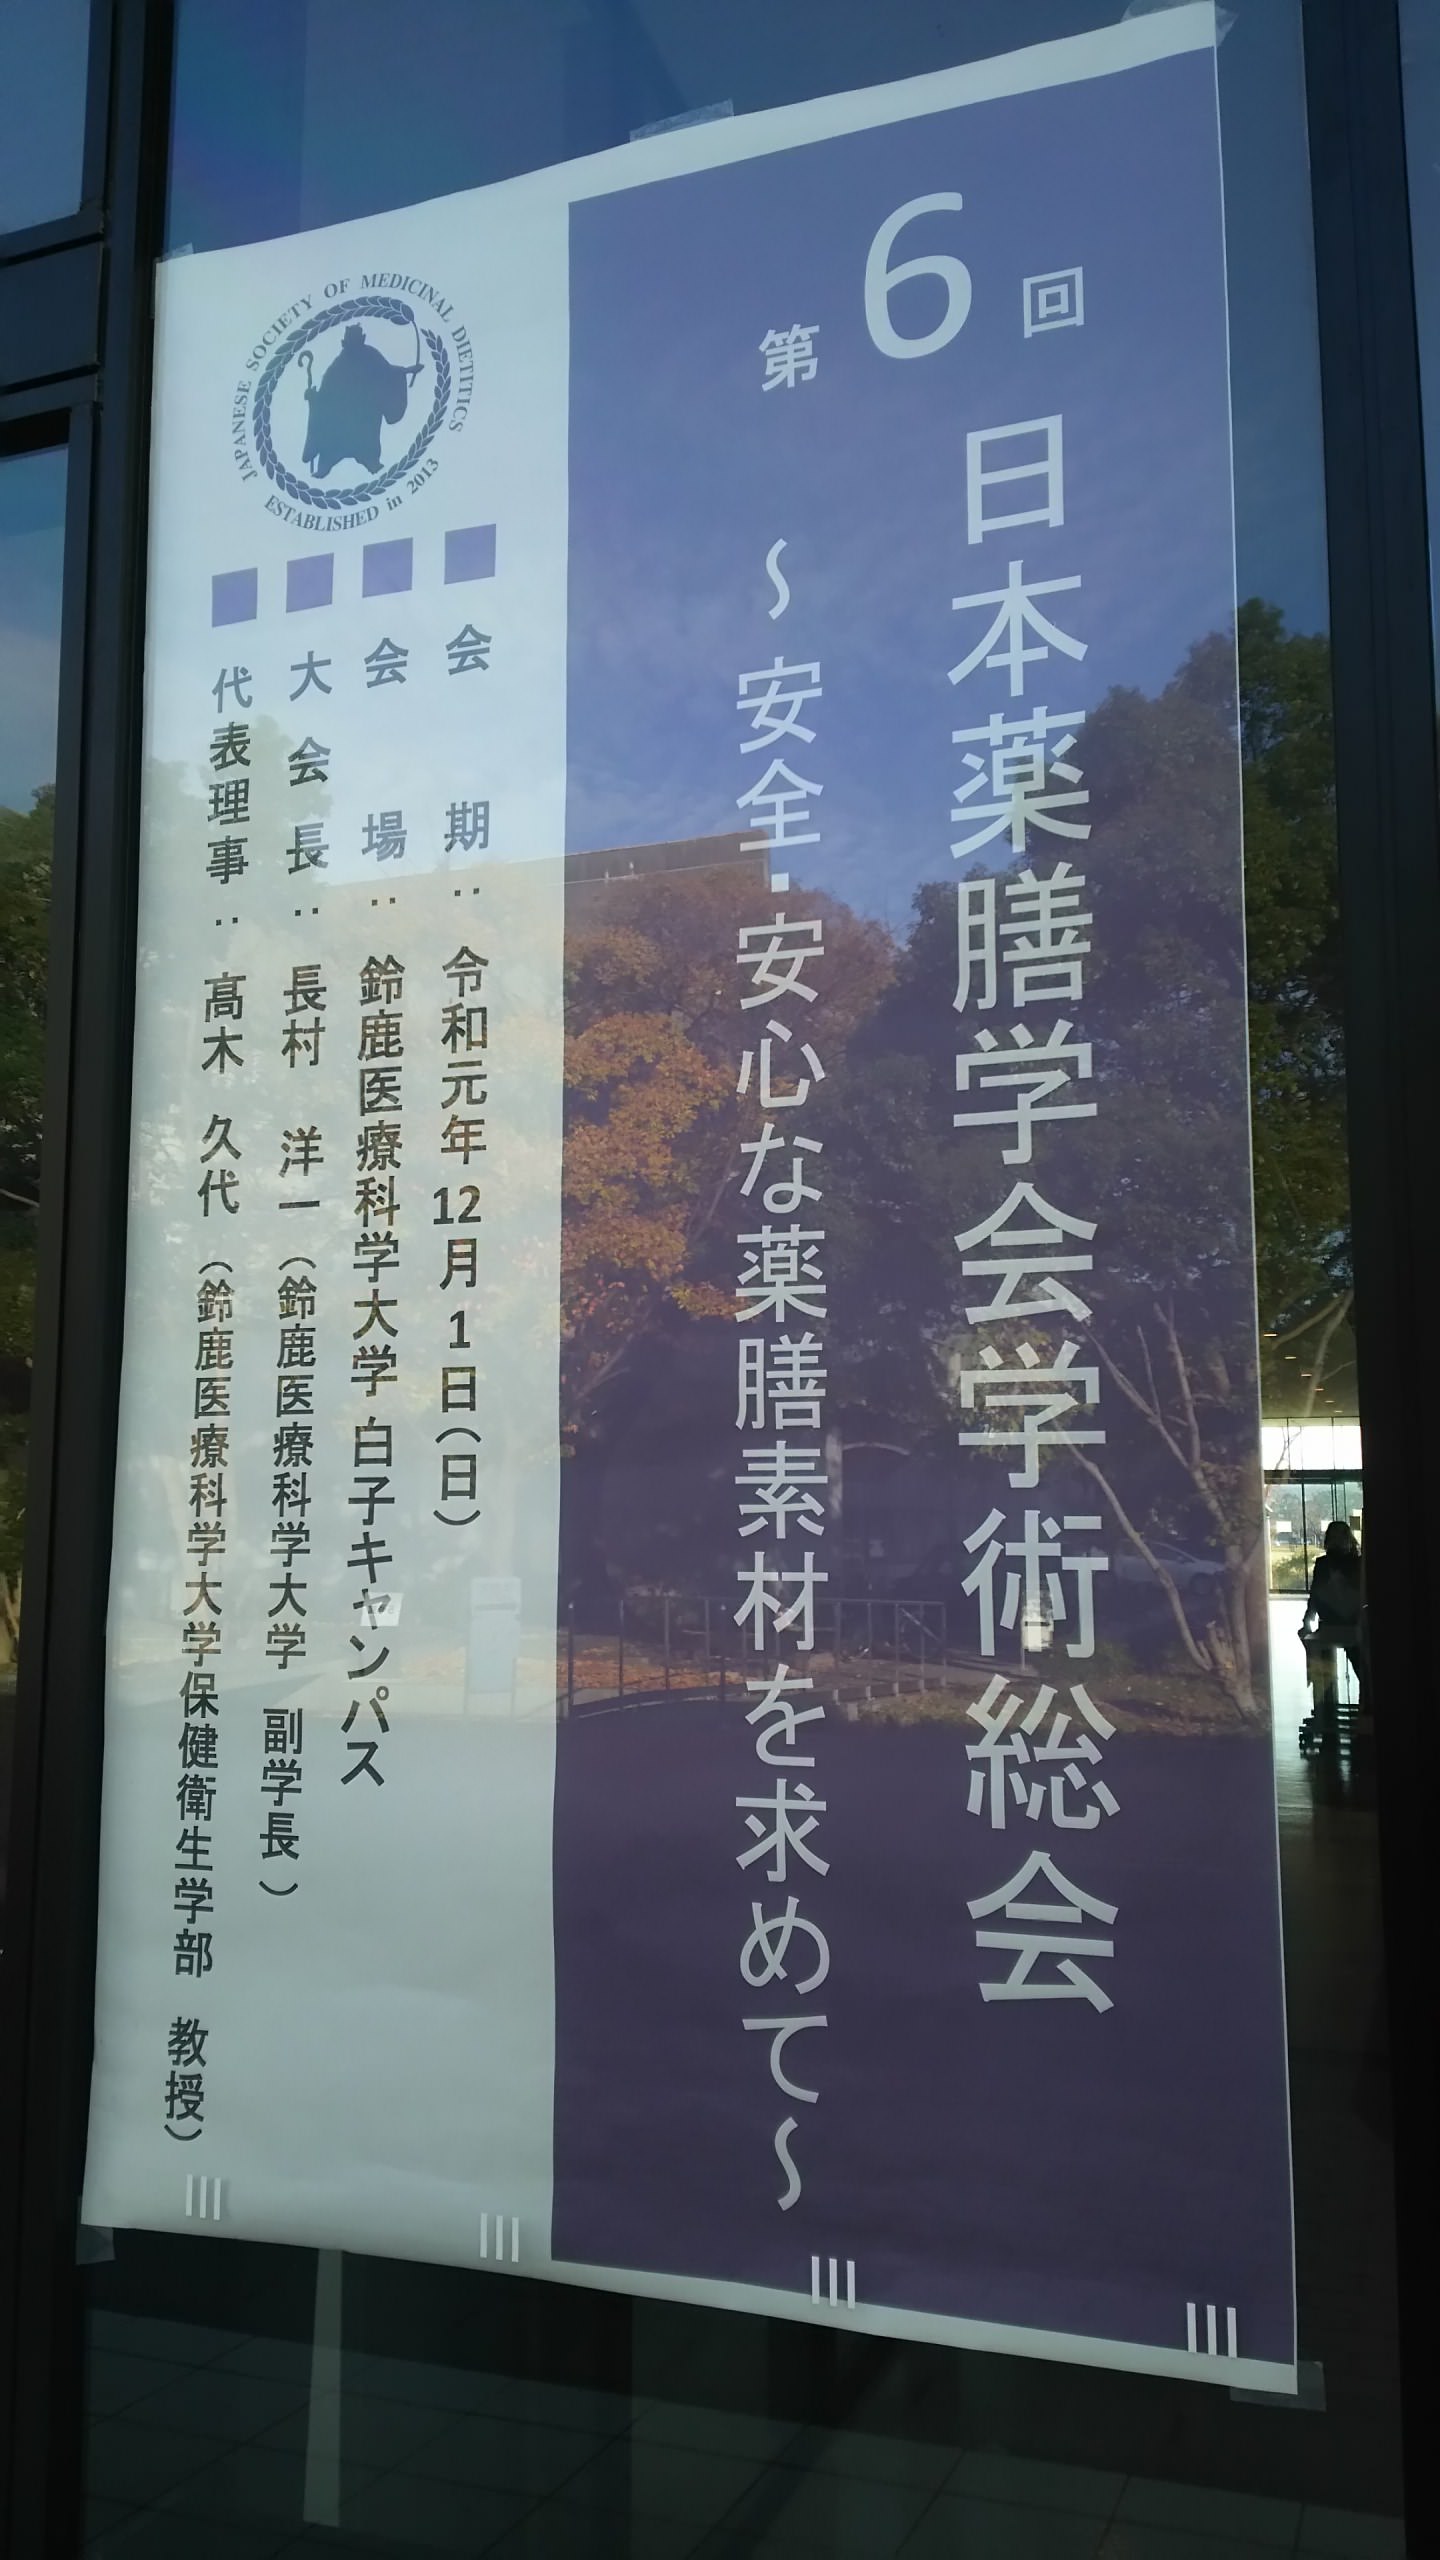 第6回
日本薬膳学会学術総会
～安全・安心な薬膳素材を求めて～
JAPANESE SOCIETY OF MEDICINAL DIETITICS
ESTABLISHED in 2013
■会期：令和元年12月1日（日）
■会場：鈴鹿医療科学大学 白子キャンパス
■大会長：長村 洋一（鈴鹿医療科学大学 副学長）
■代表理事：髙木 久代（鈴鹿医療科学大学保健衛生学部 教授）